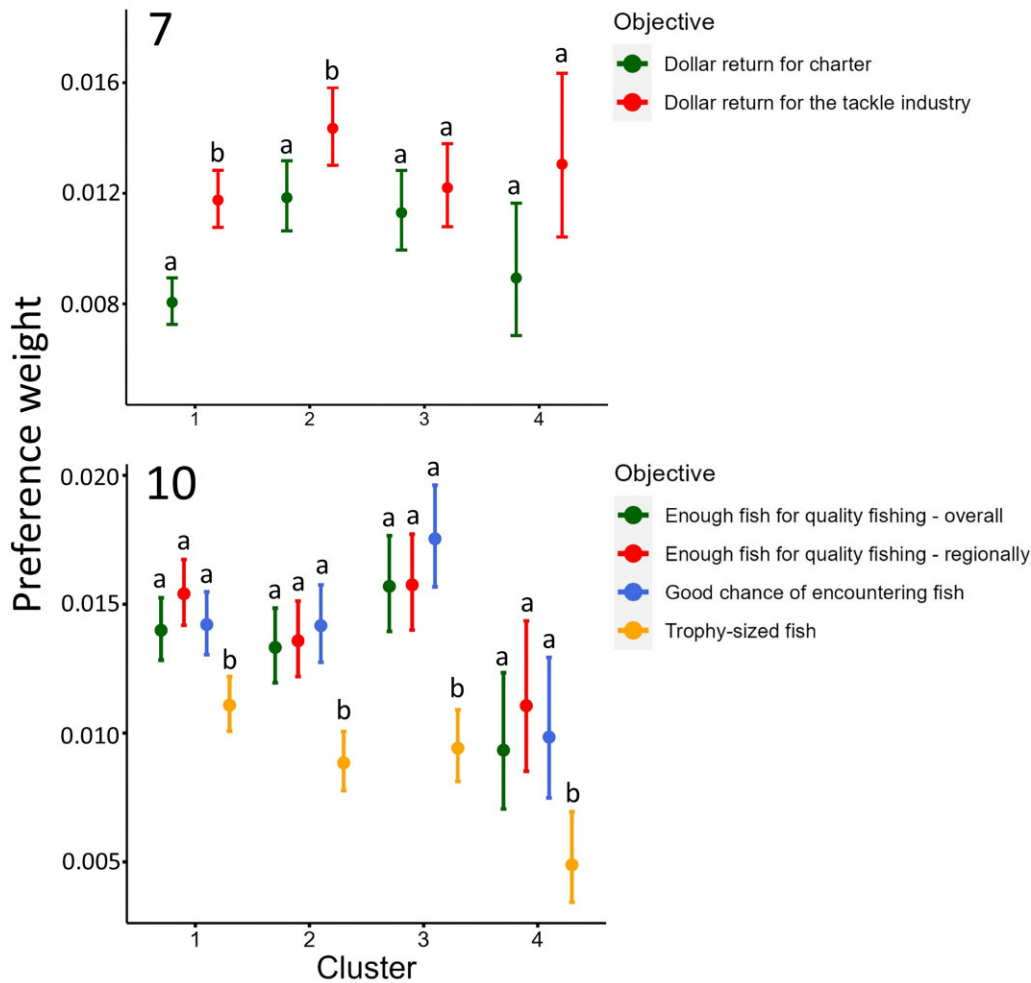 7
Objective
Dollar return for charter
Dollar return for the tackle industry
0.016
0.012
0.008
a b a b a a a a
1 2 3 4
Preference weight
10
Objective
Enough fish for quality fishing - overall
Enough fish for quality fishing - regionally
Good chance of encountering fish
Trophy-sized fish
0.020
0.015
0.010
0.005
a a a b a a a b a a a b a a a b
1 2 3 4
Cluster